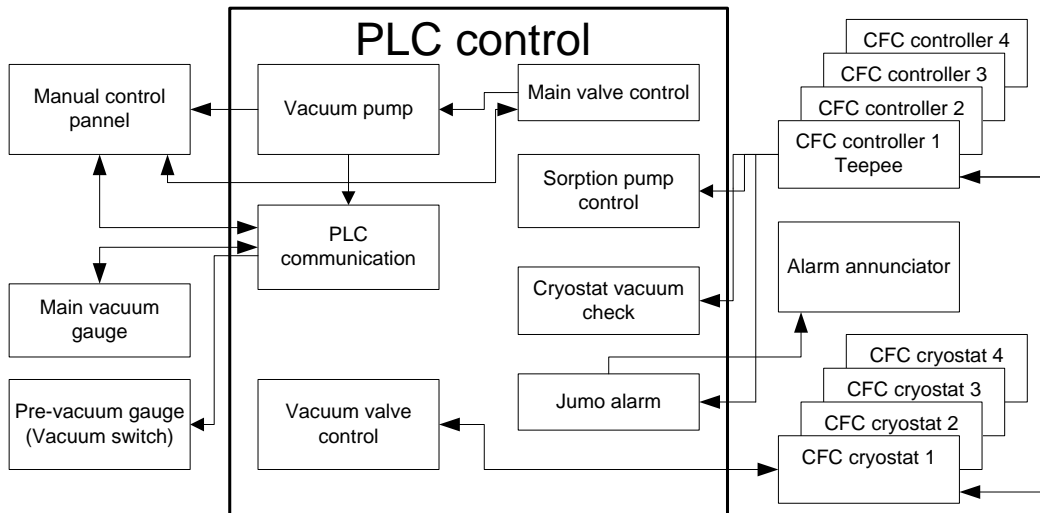 PLC control
Manual control
pannel
Vacuum pump
Main valve control
CFC controller 4
CFC controller 3
CFC controller 2
CFC controller 1
Teepee
Sorption pump
control
PLC
communication
Alarm annunciator
Main vacuum
gauge
Cryostat vacuum
check
CFC cryostat 4
CFC cryostat 3
CFC cryostat 2
CFC cryostat 1
Pre-vacuum gauge
(Vacuum switch)
Vacuum valve
control
Jumo alarm